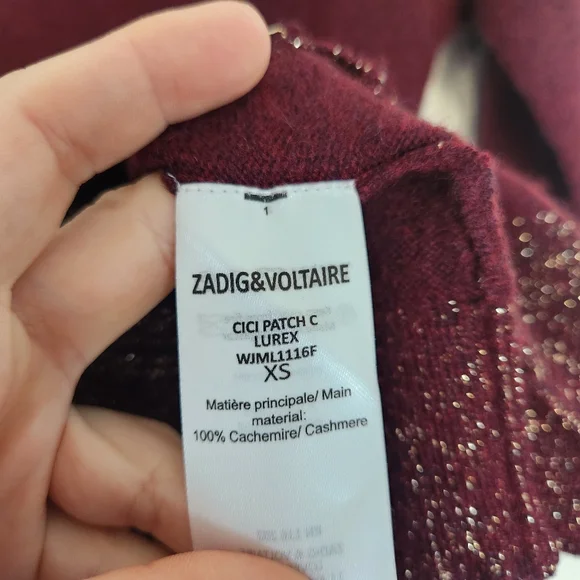 1
ZADIG&VOLTAIRE
CICI PATCH C
LUREX
WJML1116F
XS
Matière principale/ Main
material:
100% Cachemire/ Cashmere